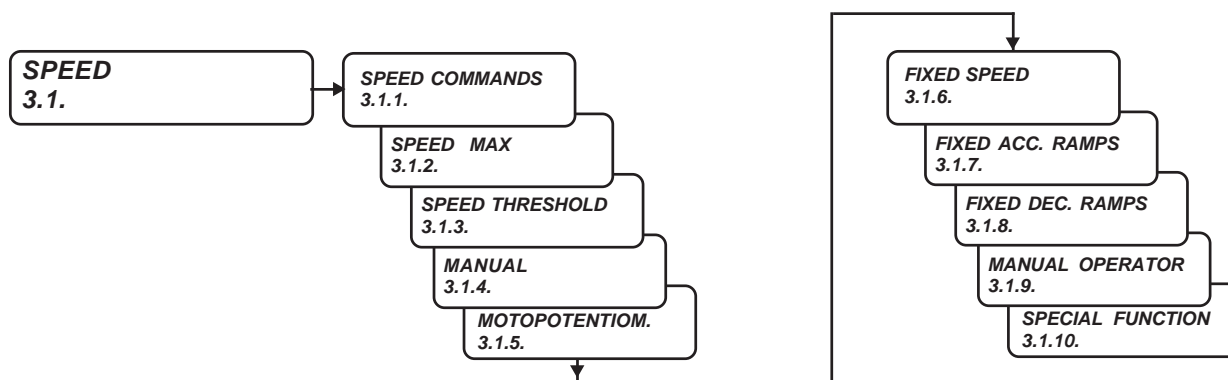 SPEED
3.1.
SPEED COMMANDS
3.1.1.
SPEED MAX
3.1.2.
SPEED THRESHOLD
3.1.3.
MANUAL
3.1.4.
MOTOPOTENTIOM.
3.1.5.
FIXED SPEED
3.1.6.
FIXED ACC. RAMPS
3.1.7.
FIXED DEC. RAMPS
3.1.8.
MANUAL OPERATOR
3.1.9.
SPECIAL FUNCTION
3.1.10.